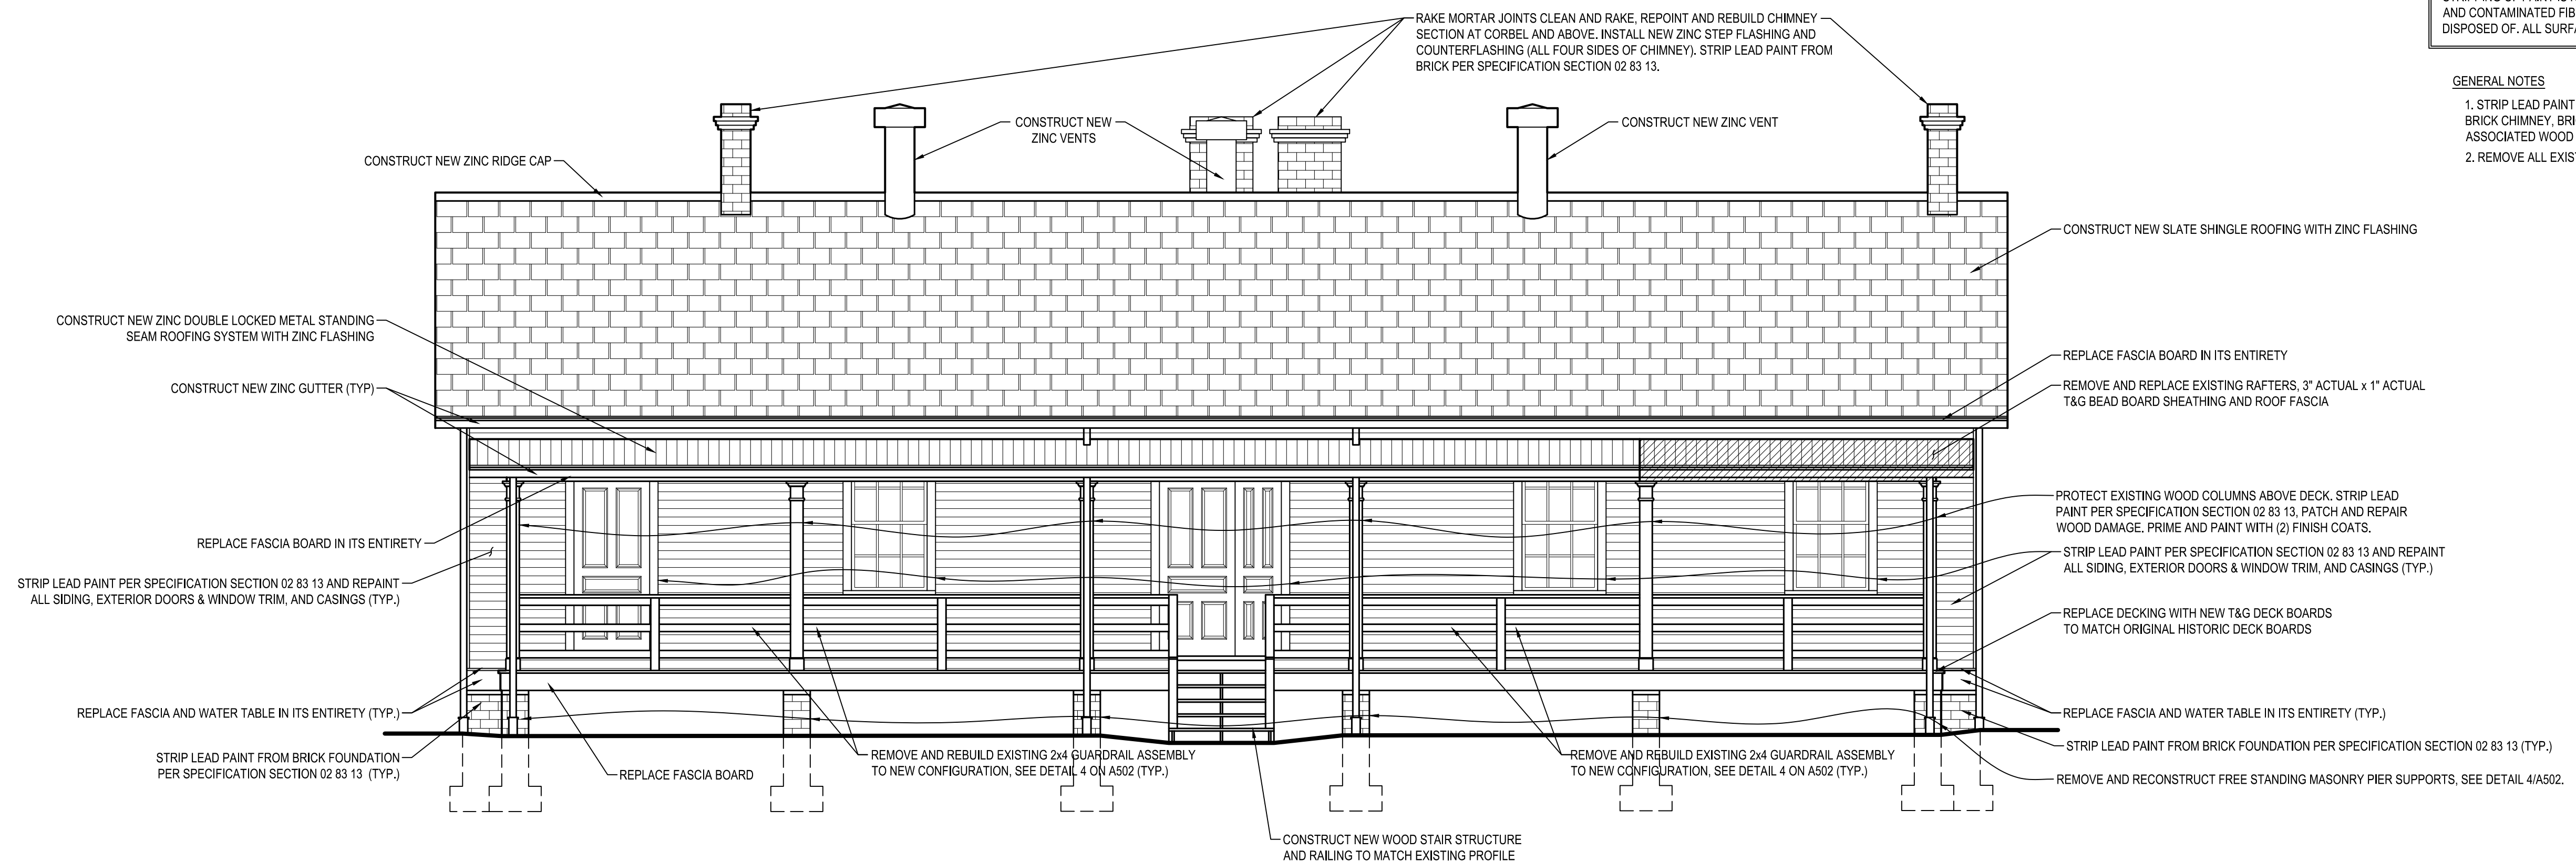 RAKE MORTAR JOINTS CLEAN AND RAKE, REPOINT AND REBUILD CHIMNEY
SECTION AT CORBEL AND ABOVE. INSTALL NEW ZINC STEP FLASHING AND
COUNTERFLASHING (ALL FOUR SIDES OF CHIMNEY). STRIP LEAD PAINT FROM
BRICK PER SPECIFICATION SECTION 02 83 13.
AND CONTAMINATED FIB
DISPOSED OF. ALL SURFA
GENERAL NOTES
1. STRIP LEAD PAINT
BRICK CHIMNEY, BRI
ASSOCIATED WOOD
2. REMOVE ALL EXIST
CONSTRUCT NEW
ZINC VENTS
CONSTRUCT NEW ZINC VENT
CONSTRUCT NEW ZINC RIDGE CAP
CONSTRUCT NEW SLATE SHINGLE ROOFING WITH ZINC FLASHING
CONSTRUCT NEW ZINC DOUBLE LOCKED METAL STANDING
SEAM ROOFING SYSTEM WITH ZINC FLASHING
CONSTRUCT NEW ZINC GUTTER (TYP)
REPLACE FASCIA BOARD IN ITS ENTIRETY
REMOVE AND REPLACE EXISTING RAFTERS, 3" ACTUAL x 1" ACTUAL
T&G BEAD BOARD SHEATHING AND ROOF FASCIA
REPLACE FASCIA BOARD IN ITS ENTIRETY
PROTECT EXISTING WOOD COLUMNS ABOVE DECK. STRIP LEAD
PAINT PER SPECIFICATION SECTION 02 83 13, PATCH AND REPAIR
WOOD DAMAGE. PRIME AND PAINT WITH (2) FINISH COATS.
STRIP LEAD PAINT PER SPECIFICATION SECTION 02 83 13 AND REPAINT
ALL SIDING, EXTERIOR DOORS & WINDOW TRIM, AND CASINGS (TYP.)
STRIP LEAD PAINT PER SPECIFICATION SECTION 02 83 13 AND REPAINT
ALL SIDING, EXTERIOR DOORS & WINDOW TRIM, AND CASINGS (TYP.)
REPLACE DECKING WITH NEW T&G DECK BOARDS
TO MATCH ORIGINAL HISTORIC DECK BOARDS
REPLACE FASCIA AND WATER TABLE IN ITS ENTIRETY (TYP.)
REPLACE FASCIA AND WATER TABLE IN ITS ENTIRETY (TYP.)
STRIP LEAD PAINT FROM BRICK FOUNDATION
PER SPECIFICATION SECTION 02 83 13 (TYP.)
REPLACE FASCIA BOARD
REMOVE AND REBUILD EXISTING 2x4 GUARDRAIL ASSEMBLY
TO NEW CONFIGURATION, SEE DETAIL 4 ON A502 (TYP.)
REMOVE AND REBUILD EXISTING 2x4 GUARDRAIL ASSEMBLY
TO NEW CONFIGURATION, SEE DETAIL 4 ON A502 (TYP.)
STRIP LEAD PAINT FROM BRICK FOUNDATION PER SPECIFICATION SECTION 02 83 13 (TYP.)
REMOVE AND RECONSTRUCT FREE STANDING MASONRY PIER SUPPORTS, SEE DETAIL 4/A502.
CONSTRUCT NEW WOOD STAIR STRUCTURE
AND RAILING TO MATCH EXISTING PROFILE